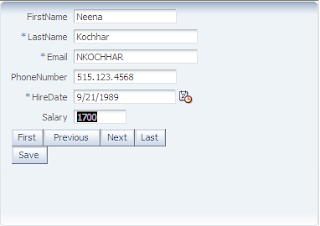 FirstName Neena
* LastName Kochhar
* Email NKOCHHAR
PhoneNumber 515.123.4568
* HireDate 9/21/1989
Salary 1700
First Previous Next Last
Save